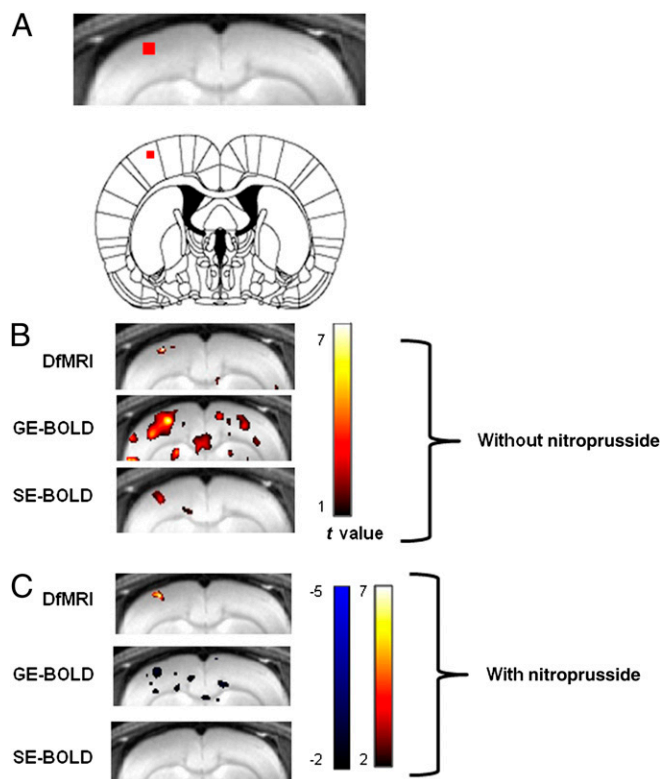 A
B
DfMRI
GE-BOLD
SE-BOLD
7
1
t value
Without nitroprusside
C
DfMRI
GE-BOLD
SE-BOLD
-5
7
-2
2
With nitroprusside